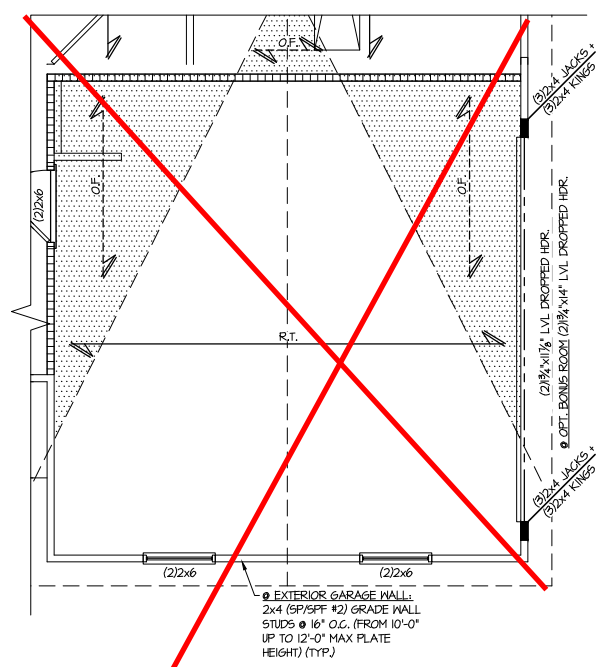 O.F.
(3)2x4 JACKS +
(3)2x4 KINGS
O.F.
O.F.
(2)2x6
(2)1¾"x11⅞" LVL DROPPED HDR.
@ OPT. BONUS ROOM (2)1¾"x14" LVL DROPPED HDR.
R.T.
(3)2x4 JACKS +
(3)2x4 KINGS
(2)2x6
(2)2x6
@ EXTERIOR GARAGE WALL:
2x4 (SP/SPF #2) GRADE WALL
STUDS @ 16" O.C. (FROM 10'-0"
UP TO 12'-0" MAX PLATE
HEIGHT) (TYP.)